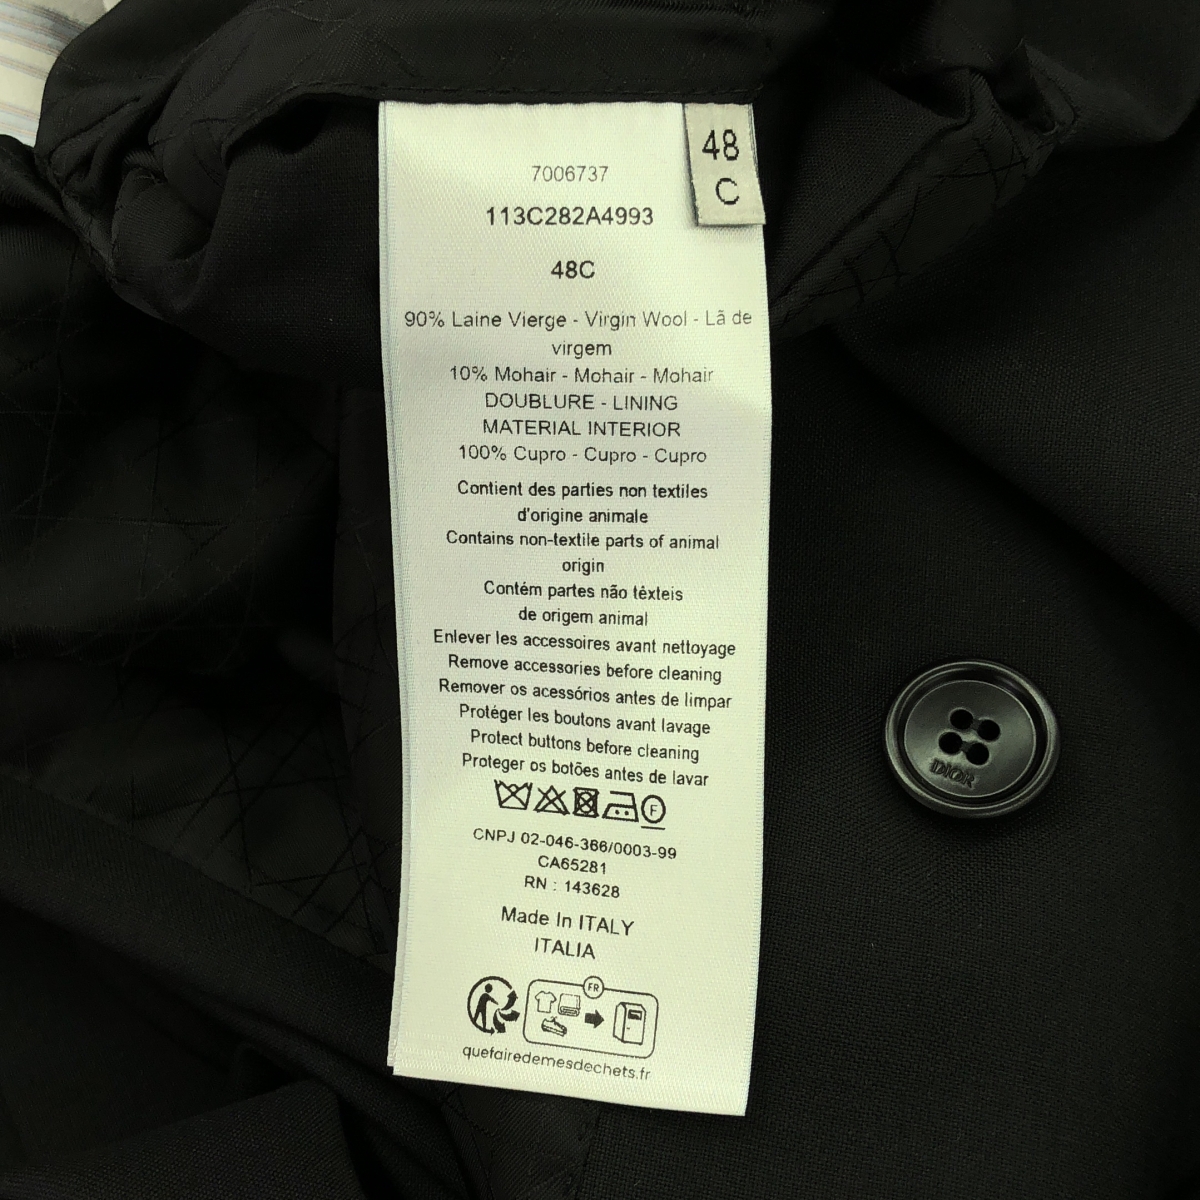 48
C
7006737
113C282A4993
48C
90% Laine Vierge - Virgin Wool - Lã de
virgem
10% Mohair - Mohair - Mohair
DOUBLURE - LINING
MATERIAL INTERIOR
100% Cupro - Cupro - Cupro
Contient des parties non textiles
d'origine animale
Contains non-textile parts of animal
origin
Contém partes não têxteis
de origem animal
Enlever les accessoires avant nettoyage
Remove accessories before cleaning
Remover os acessórios antes de limpar
Protéger les boutons avant lavage
Protect buttons before cleaning
Proteger os botões antes de lavar
F
CNPJ 02-046-366/0003-99
CA65281
RN : 143628
Made In ITALY
ITALIA
FR
quefairedemesdechets.fr
DIOR